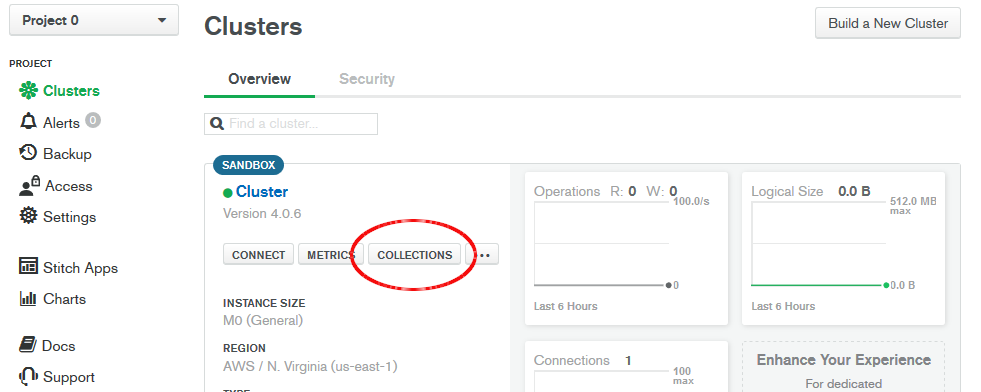 Project 0
PROJECT
Clusters
Alerts 0
Backup
Access
Settings
Stitch Apps
Charts
Docs
Support
Clusters
Build a New Cluster
Overview Security
Find a cluster...
SANDBOX
Cluster
Version 4.0.6
CONNECT METRICS COLLECTIONS
INSTANCE SIZE
M0 (General)
REGION
AWS / N. Virginia (us-east-1)
TYPE
Operations R: 0 W: 0
100.0/s
0
Last 6 Hours
Logical Size 0.0 B
512.0 MB
max
0.0 B
Last 6 Hours
Connections 1
100
max
Enhance Your Experience
For dedicated